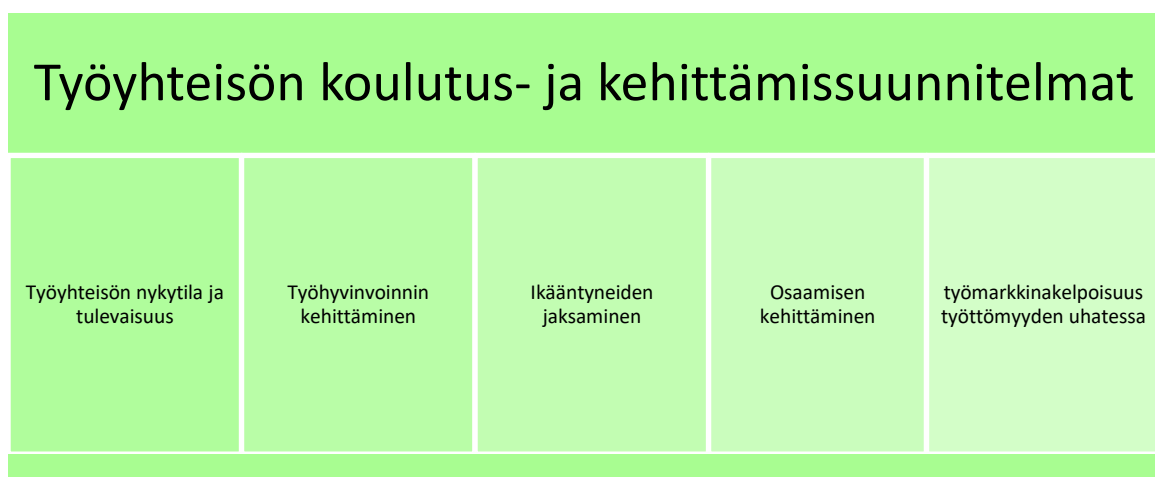 Työyhteisön koulutus- ja kehittämissuunnitelmat
Työyhteisön nykytila ja
tulevaisuus
Työhyvinvoinnin
kehittäminen
Ikääntyneiden
jaksaminen
Osaamisen
kehittäminen
työmarkkinakelpoisuus
työttömyyden uhatessa